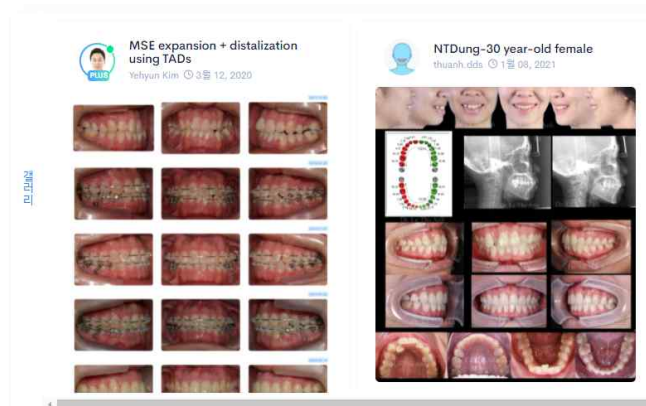 갤러리
MSE expansion + distalization
using TADs
PLUS
Yehyun Kim 3월 12, 2020
NTDung-30 year-old female
thuanh.dds 1월 08, 2021